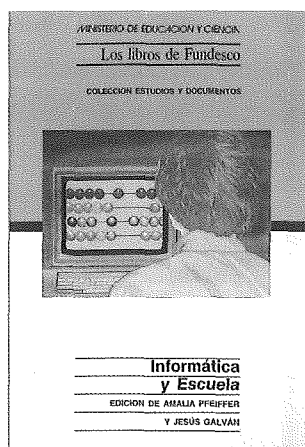 MINISTERIO DE EDUCACION Y CIENCIA
Los libros de Fundesco
COLECCION ESTUDIOS Y DOCUMENTOS
Informática
y Escuela
EDICION DE AMALIA PFEIFFER
Y JESÚS GALVÁN